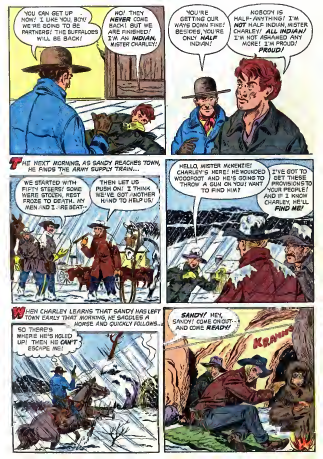 YOU CAN GET UP
NOW! I LIKE YOU, BOY!
WE'RE GOING TO BE
PARTNERS! THE BUFFALOES
WILL BE BACK!
NO! THEY
NEVER COME
BACK! BUT WE
ARE FINISHED!
I'M AN INDIAN,
MISTER CHARLEY!
YOU'RE
GETTING OUR
WAYS DOWN FINE!
BESIDES, YOU'RE
ONLY HALF
INDIAN!
NOBODY IS
HALF-ANYTHING! I'M
NOT HALF INDIAN, MISTER
CHARLEY! ALL INDIAN!
I'M NOT ASHAMED ANY
MORE! I'M PROUD!
PROUD!
THE NEXT MORNING, AS SANDY REACHES TOWN,
HE FINDS THE ARMY SUPPLY TRAIN...
WE STARTED WITH
FIFTY STEERS! SOME
WERE STOLEN, REST
FROZE TO DEATH. MY
MEN AND I ARE BEAT--
THEN LET US
PUSH ON! I THINK
WE'VE GOT ANOTHER
HAND TO HELP US!
HELLO, MISTER
CHARLEY'S HERE! HE WOUNDED
WOODFOOT AND HE'S GOING TO
THROW A GUN ON YOU! WANT
TO FIND HIM?
I'VE GOT TO
GET THESE
PROVISIONS TO
YOUR PEOPLE!
AND IF I KNOW
CHARLEY, HE'LL
FIND ME!
WHEN CHARLEY LEARNS THAT SANDY HAS LEFT
TOWN EARLY THAT MORNING, HE SADDLES A
HORSE AND QUICKLY FOLLOWS...
SO THERE'S
WHERE HE'S HOLED
UP! THEN HE CAN'T
ESCAPE ME!
SANDY! HEY,
SANDY! COME ON OUT--
AND COME READY!